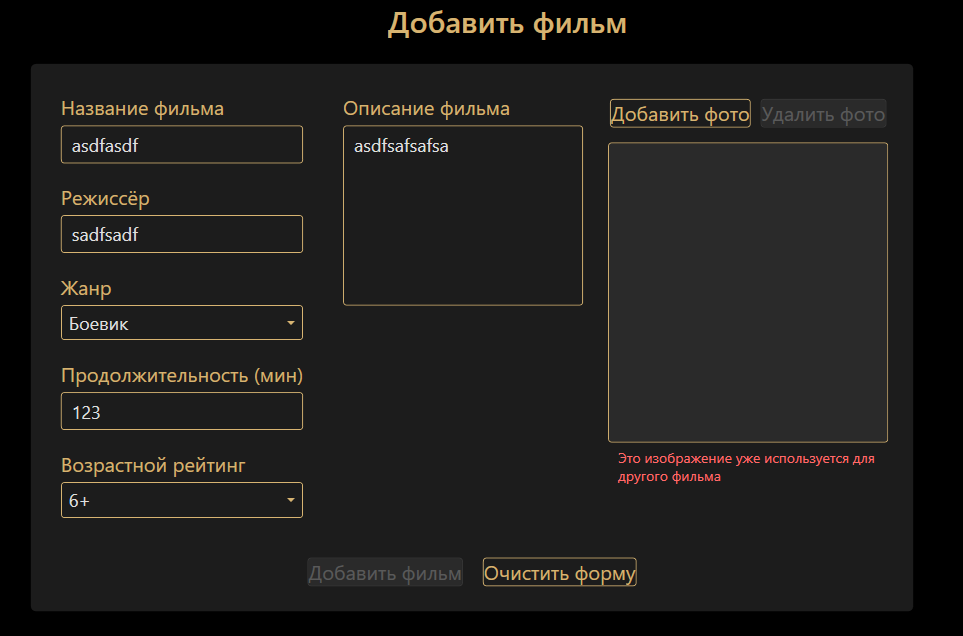 Добавить фильм
Название фильма
asdfasdf
Режиссёр
sadfsadf
Жанр
Боевик
Продолжительность (мин)
123
Возрастной рейтинг
6+
Описание фильма
asdfsafsafsa
Добавить фото
Удалить фото
Это изображение уже используется для
другого фильма
Добавить фильм
Очистить форму